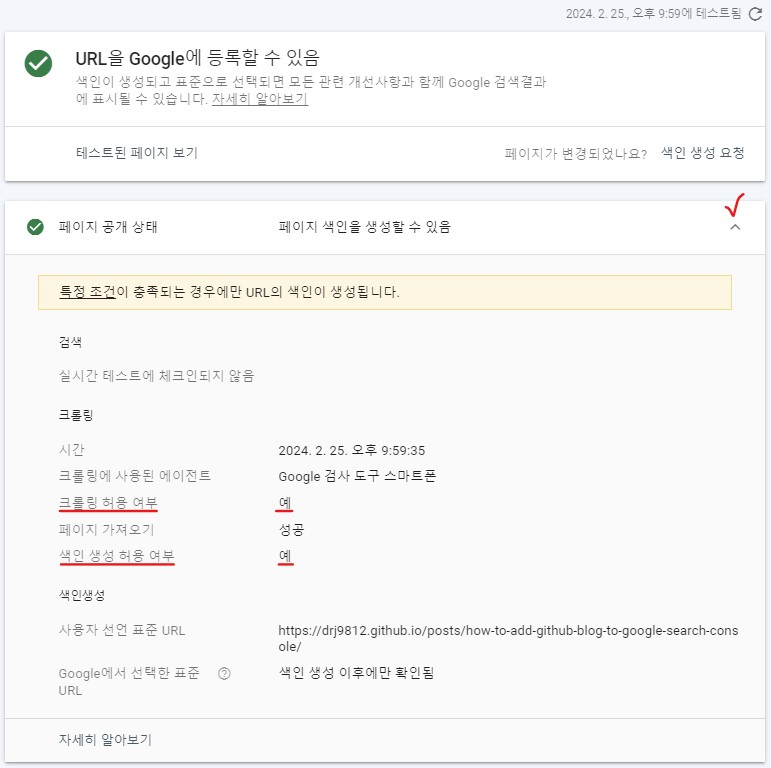 2024. 2. 25., 오후 9:59에 테스트됨
URL을 Google에 등록할 수 있음
색인이 생성되고 표준으로 선택되면 모든 관련 개선사항과 함께 Google 검색결과
에 표시될 수 있습니다. 자세히 알아보기
테스트된 페이지 보기 페이지가 변경되었나요? 색인 생성 요청
페이지 공개 상태 페이지 색인을 생성할 수 있음
특정 조건이 충족되는 경우에만 URL의 색인이 생성됩니다.
검색
실시간 테스트에 체크인되지 않음
크롤링
시간 2024. 2. 25. 오후 9:59:35
크롤링에 사용된 에이전트 Google 검사 도구 스마트폰
크롤링 허용 여부 예
페이지 가져오기 성공
색인 생성 허용 여부 예
색인생성
사용자 선언 표준 URL https://drj9812.github.io/posts/how-to-add-github-blog-to-google-search-cons
ole/
Google에서 선택한 표준 색인 생성 이후에만 확인됨
URL
자세히 알아보기